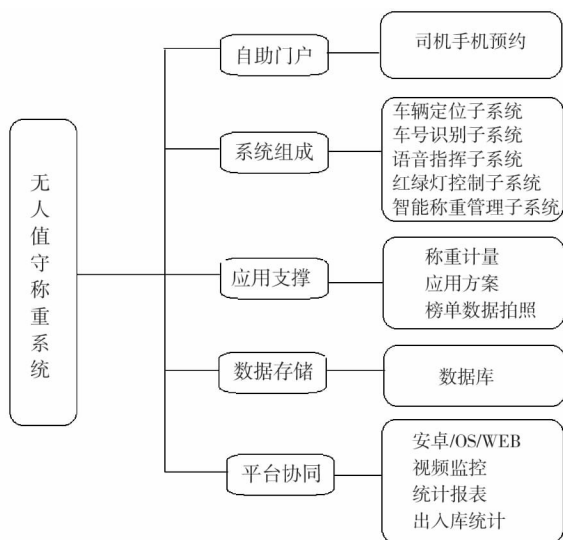 无人值守称重系统
自助门户
司机手机预约
系统组成
车辆定位子系统
车号识别子系统
语音指挥子系统
红绿灯控制子系统
智能称重管理子系统
应用支撑
称重计量
应用方案
榜单数据拍照
数据存储
数据库
平台协同
安卓/OS/WEB
视频监控
统计报表
出入库统计